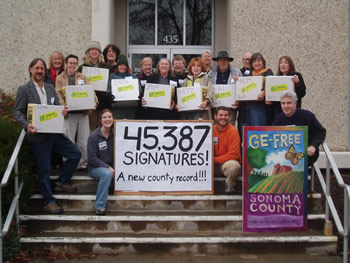 435
45,387
SIGNATURES!
A new county record!!!
GE-FREE
SONOMA
COUNTY